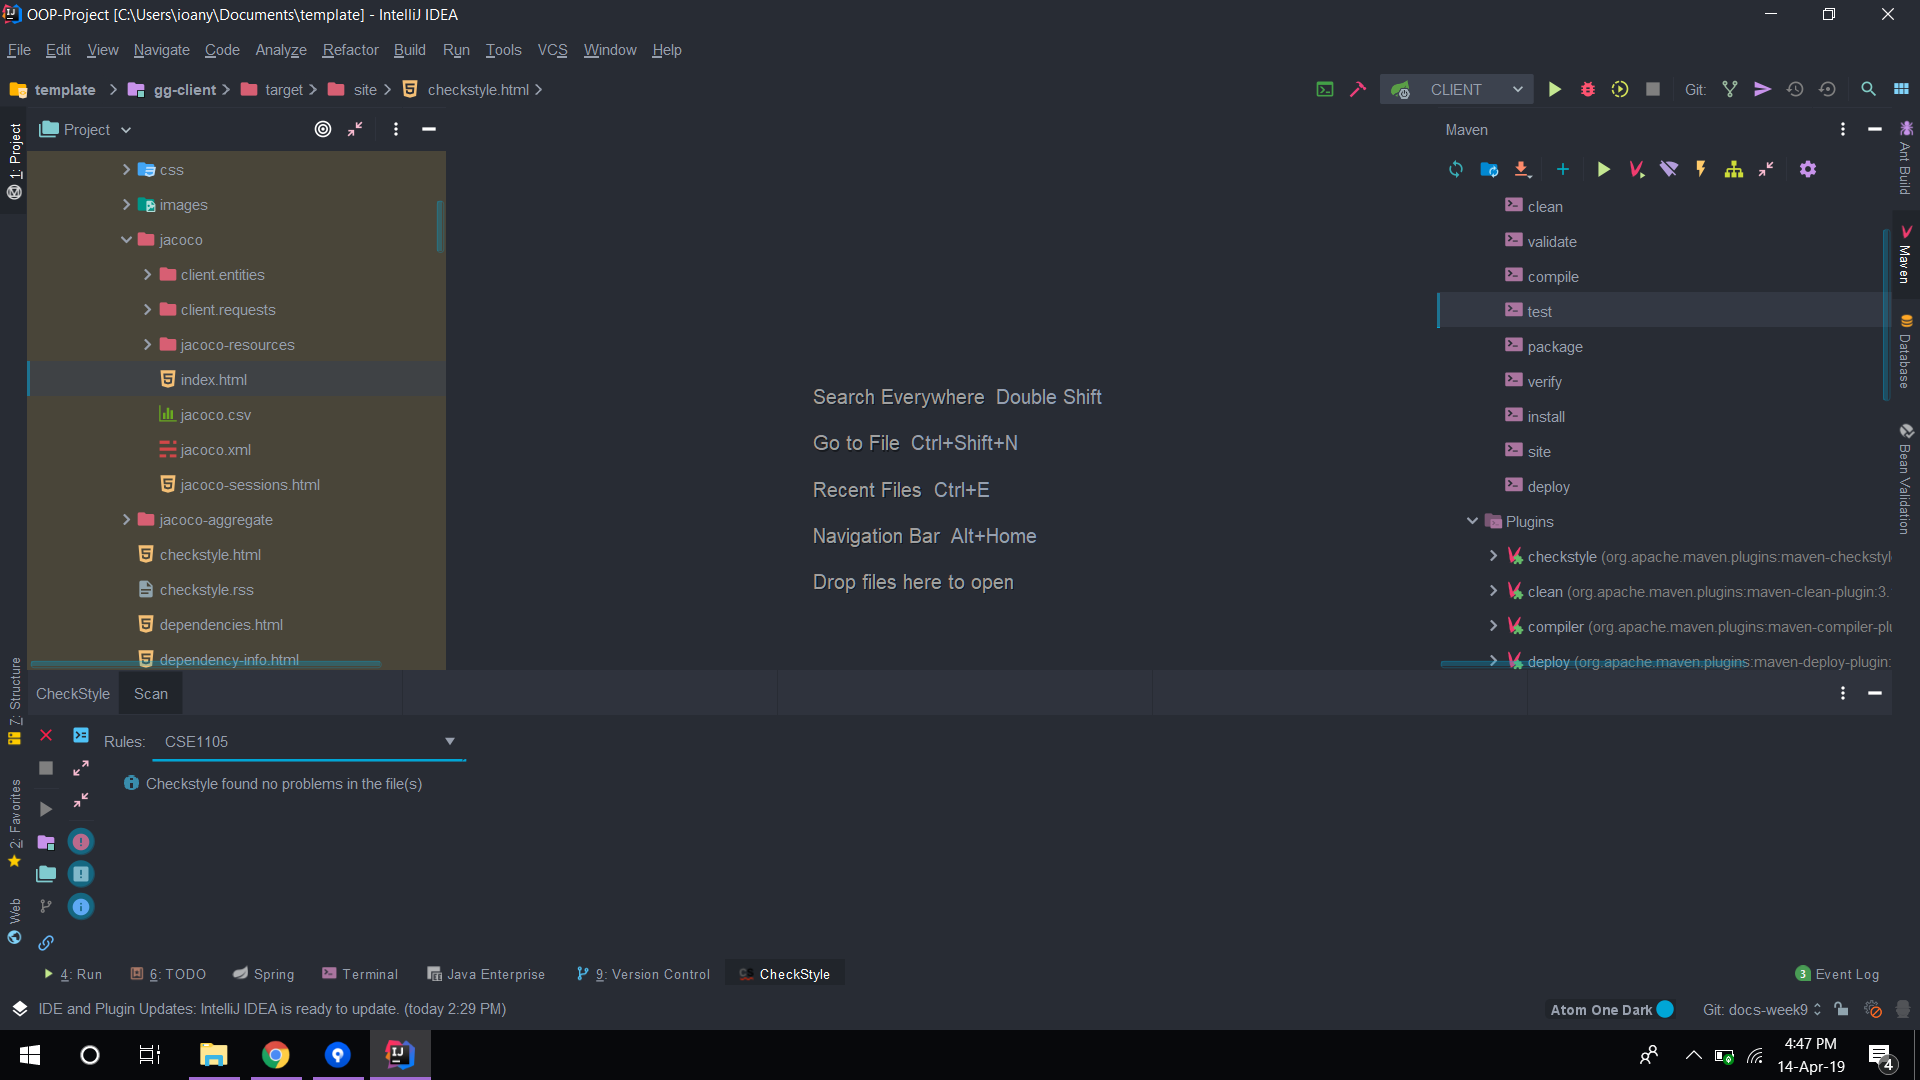 OOP-Project [C:\Users\ioany\Documents\template] - IntelliJ IDEA
File Edit View Navigate Code Analyze Refactor Build Run Tools VCS Window Help
template gg-client target site checkstyle.html
CLIENT
Git:
1: Project
Project
css
images
jacoco
client.entities
client.requests
jacoco-resources
index.html
jacoco.csv
jacoco.xml
jacoco-sessions.html
jacoco-aggregate
checkstyle.html
checkstyle.rss
dependencies.html
dependency-info.html
Search Everywhere Double Shift
Go to File Ctrl+Shift+N
Recent Files Ctrl+E
Navigation Bar Alt+Home
Drop files here to open
Maven
clean
validate
compile
test
package
verify
install
site
deploy
Plugins
checkstyle (org.apache.maven.plugins:maven-checkstyl
clean (org.apache.maven.plugins:maven-clean-plugin:3.
compiler (org.apache.maven.plugins:maven-compiler-plu
deploy (org.apache.maven.plugins:maven-deploy-plugin:
Ant Build
Maven
Database
Bean Validation
7: Structure
2: Favorites
Web
CheckStyle Scan
Rules: CSE1105
Checkstyle found no problems in the file(s)
4: Run 6: TODO Spring Terminal Java Enterprise 9: Version Control CheckStyle
3 Event Log
IDE and Plugin Updates: IntelliJ IDEA is ready to update. (today 2:29 PM)
Atom One Dark
Git: docs-week9
4:47 PM
14-Apr-19
4